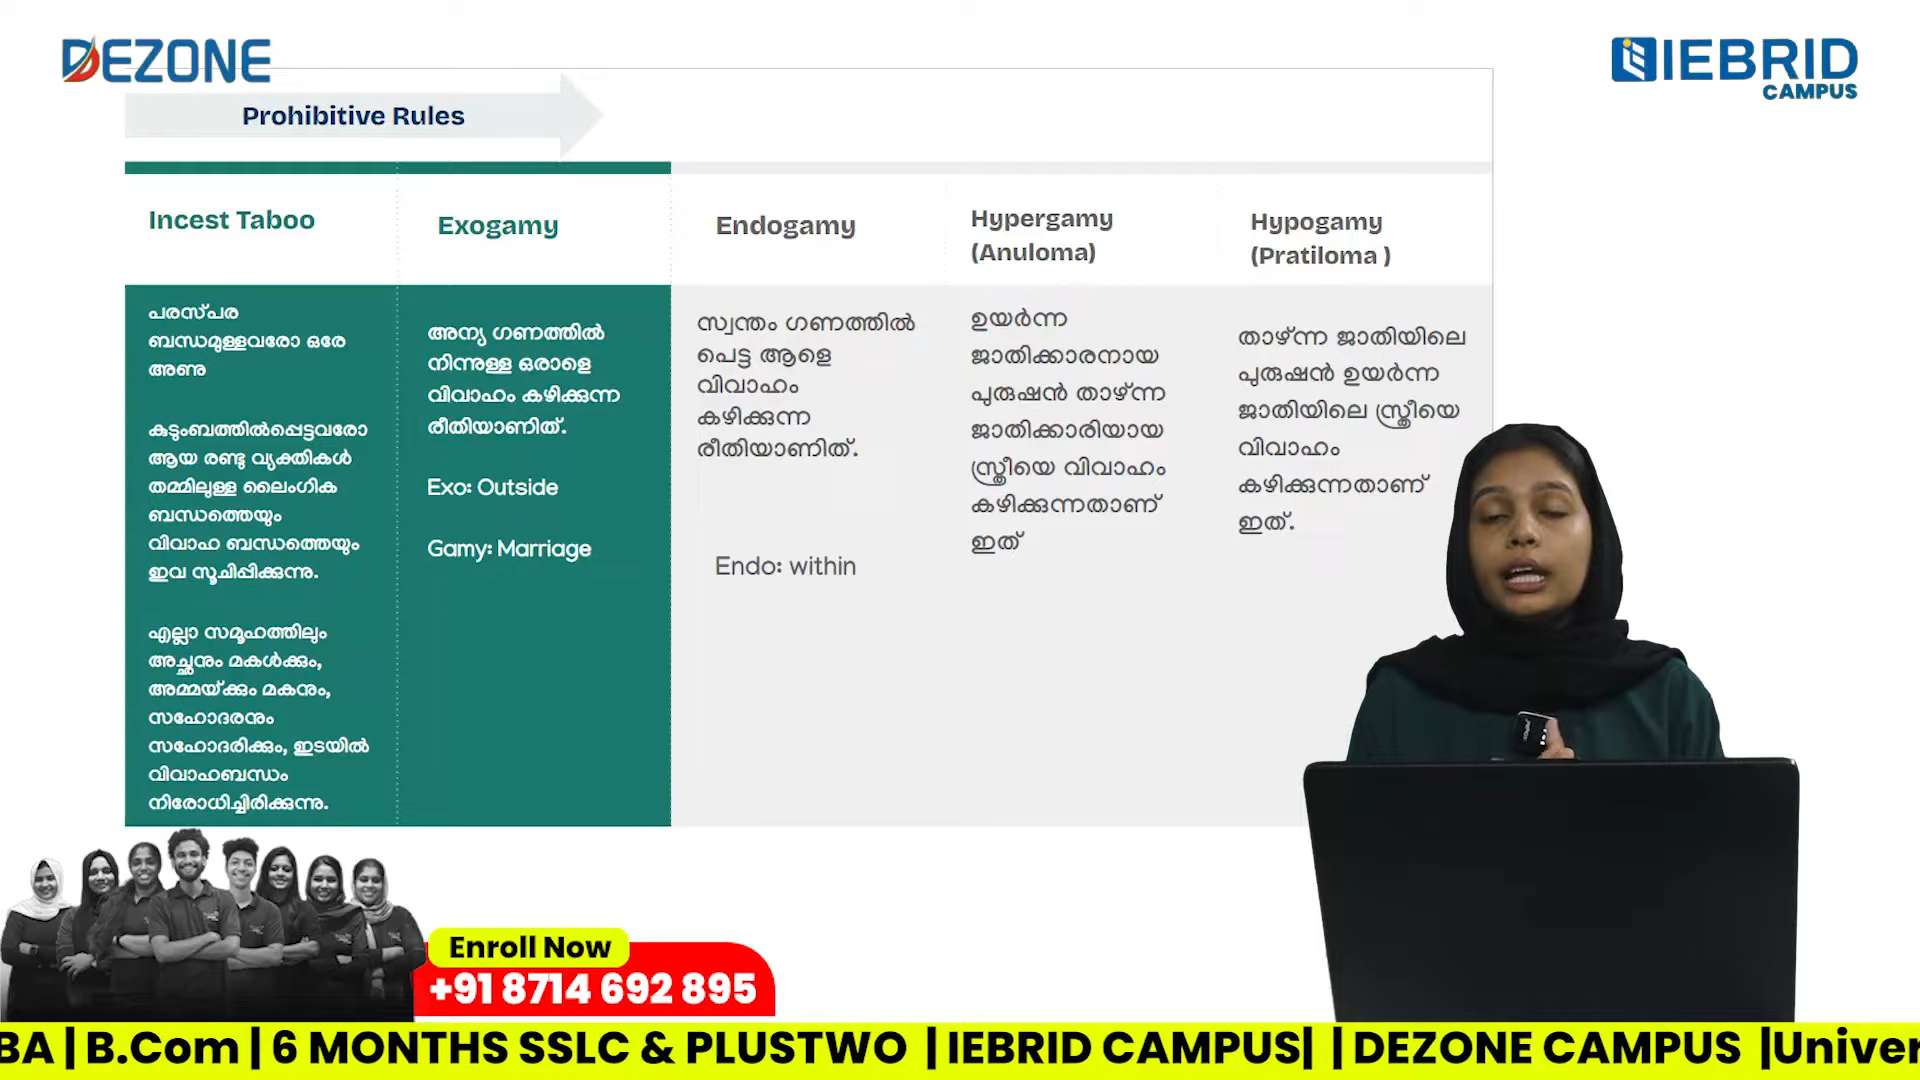 DEZONE
IEBRID
CAMPUS
Prohibitive Rules
Incest Taboo
Exogamy
Endogamy
Hypergamy
(Anuloma)
Hypogamy
(Pratiloma )
പരസ്പര
ബന്ധമുള്ളവരോ ഒരേ
അണു
കുടുംബത്തിൽപ്പെട്ടവരോ
ആയ രണ്ടു വ്യക്തികൾ
തമ്മിലുള്ള ലൈംഗിക
ബന്ധത്തെയും
വിവാഹ ബന്ധത്തെയും
ഇവ സൂചിപ്പിക്കുന്നു.
എല്ലാ സമൂഹത്തിലും
അച്ഛനും മകൾക്കും,
അമ്മയ്ക്കും മകനും,
സഹോദരനും
സഹോദരിക്കും, ഇടയിൽ
വിവാഹബന്ധം
നിരോധിച്ചിരിക്കുന്നു.
അന്യ ഗണത്തിൽ
നിന്നുള്ള ഒരാളെ
വിവാഹം കഴിക്കുന്ന
രീതിയാണിത്.
Exo: Outside
Gamy: Marriage
സ്വന്തം ഗണത്തിൽ
പെട്ട ആളെ
വിവാഹം
കഴിക്കുന്ന
രീതിയാണിത്.
Endo: within
ഉയർന്ന
ജാതിക്കാരനായ
പുരുഷൻ താഴ്ന്ന
ജാതിക്കാരിയായ
സ്ത്രീയെ വിവാഹം
കഴിക്കുന്നതാണ്
ഇത്
താഴ്ന്ന ജാതിയിലെ
പുരുഷൻ ഉയർന്ന
ജാതിയിലെ സ്ത്രീയെ
വിവാഹം
കഴിക്കുന്നതാണ്
ഇത്.
Enroll Now
+91 8714 692 895
BA | B.Com | 6 MONTHS SSLC & PLUSTWO | IEBRID CAMPUS| | DEZONE CAMPUS |Univer